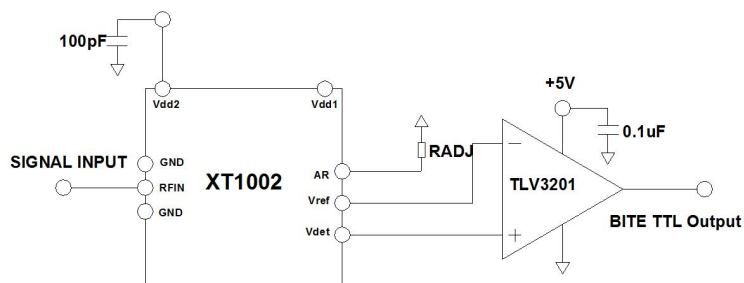 100pF
Vdd2
Vdd1
+5V
0.1uF
SIGNAL INPUT
GND
RFIN
GND
XT1002
AR
Vref
Vdet
RADJ
−
+
TLV3201
BITE TTL Output